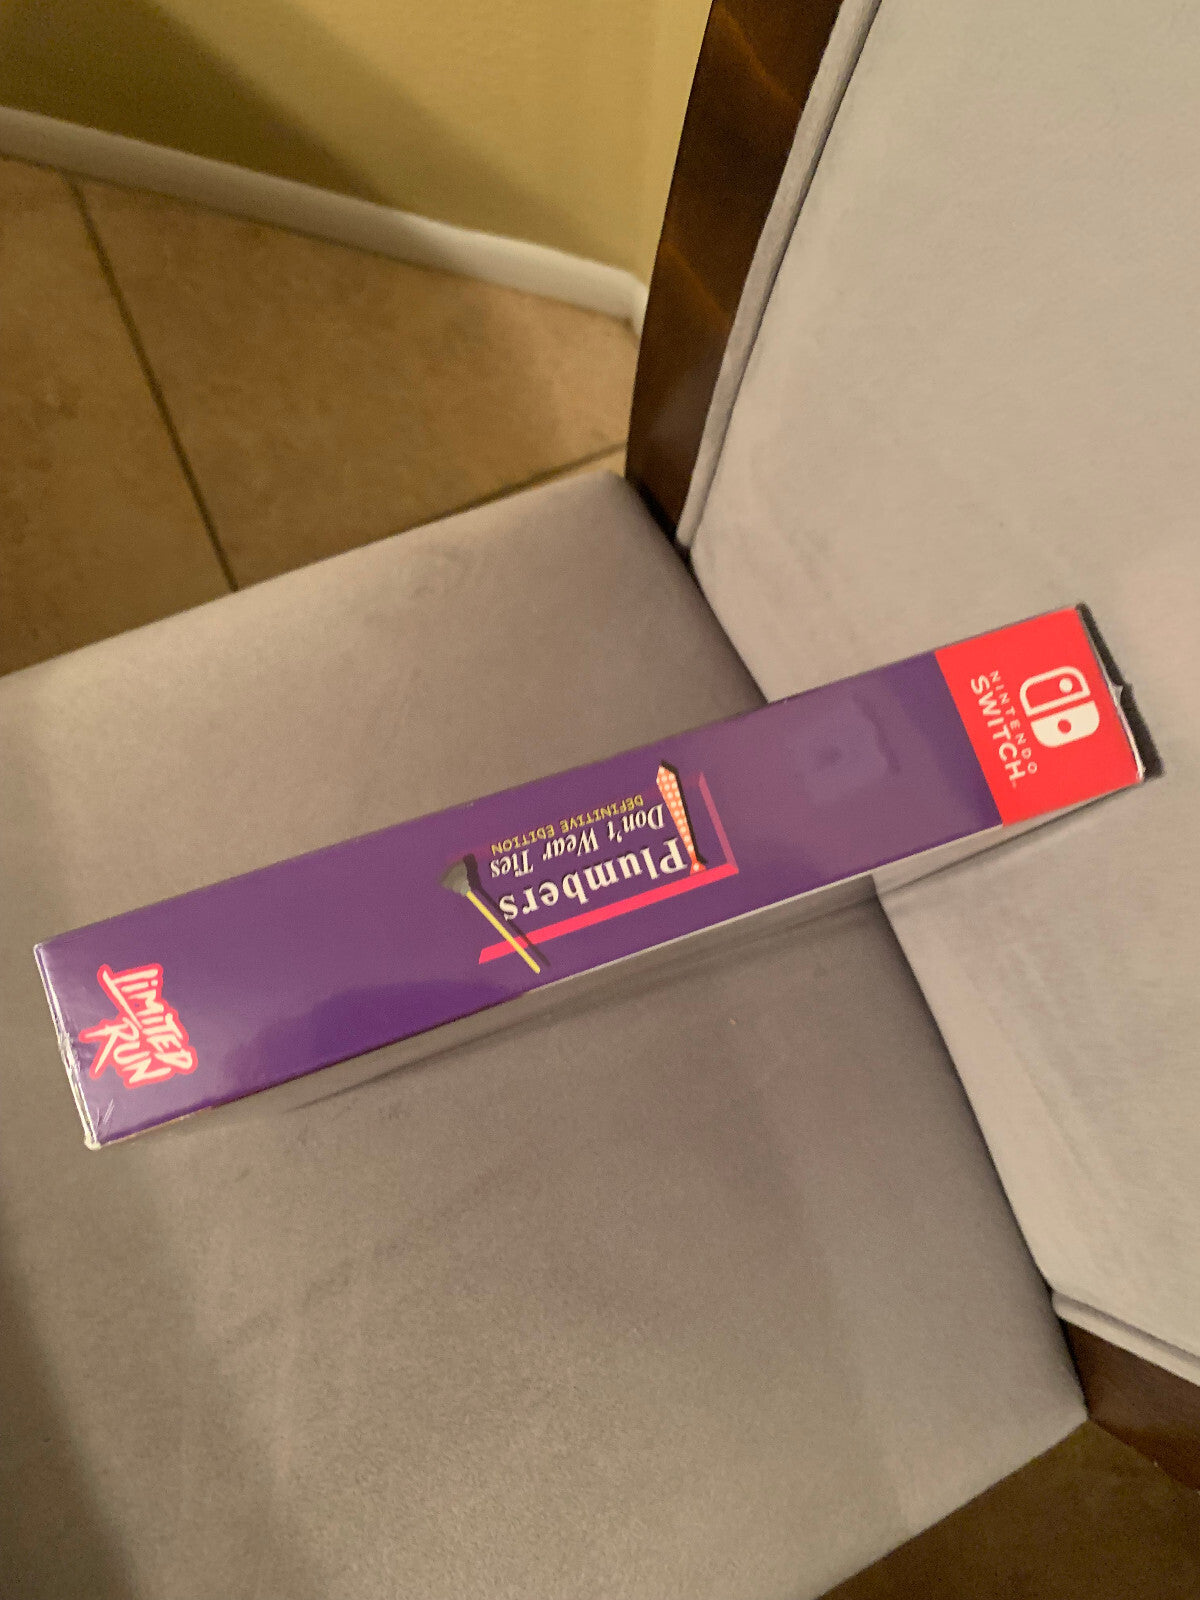 NINTENDO
SWITCH
Plumbers
Don't Wear Ties
DEFINITIVE EDITION
LIMITED
RUN